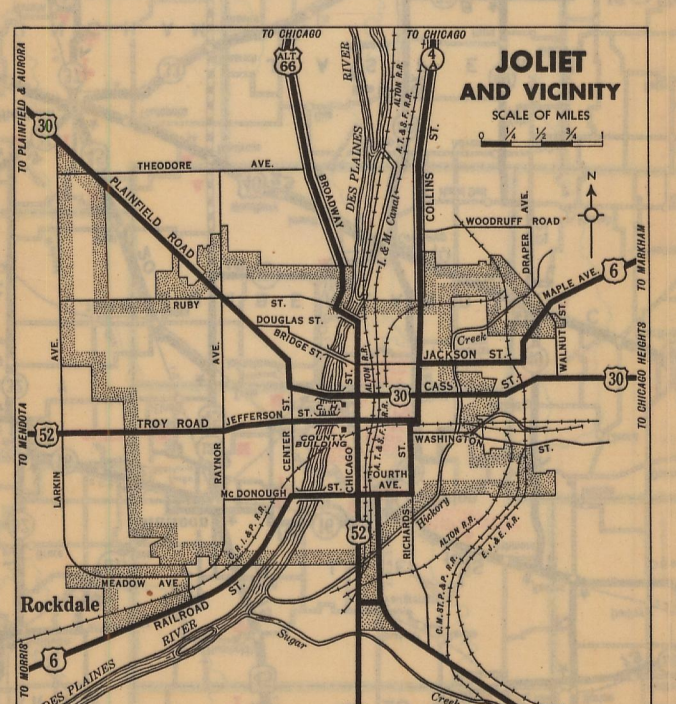 TO CHICAGO
TO CHICAGO
ALT.
66
4
A
RIVER
DES PLAINES
ALTON R.R.
A.T. & S.F. R.R.
I. & M. Canal
JOLIET
AND VICINITY
SCALE OF MILES
0 ¼ ½ ¾ 1
N
TO PLAINFIELD & AURORA
30
THEODORE AVE.
PLAINFIELD ROAD
BROADWAY
COLLINS ST.
WOODRUFF ROAD
DRAPER AVE.
MAPLE AVE.
6
TO MARKHAM
RUBY ST.
DOUGLAS ST.
BRIDGE ST.
Creek
WALNUT ST.
JACKSON ST.
AVE.
AVE.
ST.
ALTON R.R.
30
CASS ST.
30
TO CHICAGO HEIGHTS
TO MENDOTA
52
TROY ROAD
JEFFERSON ST.
CENTER ST.
COUNTY
BUILDING
CHICAGO
A.T. & S.F. R.R.
WASHINGTON ST.
LARKIN
RAYNOR
FOURTH
AVE.
McDONOUGH ST.
RICHARDS ST.
Hickory
52
C.R.I. & P. R.R.
ALTON R.R.
E.J. & E. R.R.
C.M. ST. P. & P. R.R.
MEADOW AVE.
Rockdale
RAILROAD ST.
RIVER
Sugar
6
TO MORRIS
DES PLAINES
Creek